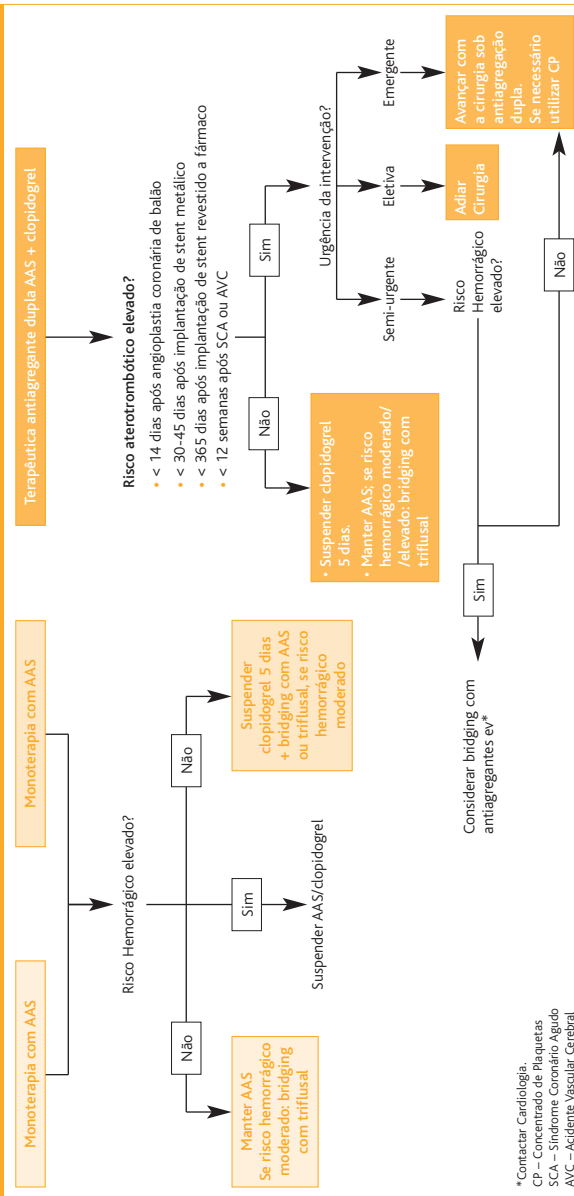 Monoterapia com AAS
Monoterapia com AAS
Terapêutica antiagregante dupla AAS + clopidogrel
Risco Hemorrágico elevado?
Não
Sim
Não
Manter AAS
Se risco hemorrágico
moderado: bridging
com triflusal
Suspender AAS/clopidogrel
Suspender
clopidogrel 5 dias
+ bridging com AAS
ou triflusal, se risco
hemorrágico
moderado
Risco aterotrombótico elevado?
• < 14 dias após angioplastia coronária de balão
• < 30-45 dias após implantação de stent metálico
• < 365 dias após implantação de stent revestido a fármaco
• < 12 semanas após SCA ou AVC
Não
Sim
• Suspender clopidogrel
5 dias.
• Manter AAS; se risco
hemorrágico moderado/
/elevado: bridging com
triflusal
Urgência da intervenção?
Semi-urgente
Eletiva
Emergente
Risco
Hemorrágico
elevado?
Adiar
Cirurgia
Avançar com
a cirurgia sob
antiagregação
dupla.
Se necessário
utilizar CP
Sim
Não
Considerar bridging com
antiagregantes ev*
*Contactar Cardiologia.
CP – Concentrado de Plaquetas
SCA – Síndrome Coronário Agudo
AVC – Acidente Vascular Cerebral